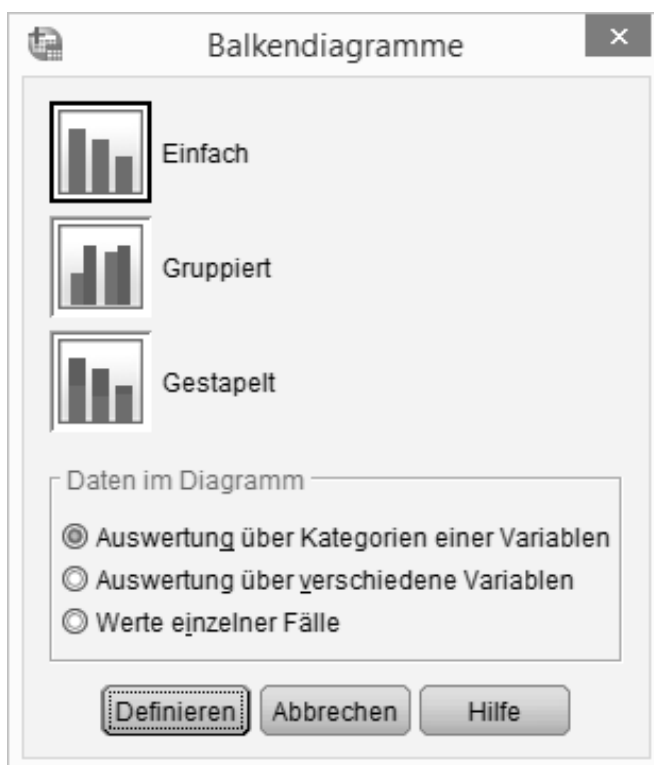 Balkendiagramme
Einfach
Gruppiert
Gestapelt
Daten im Diagramm
Auswertung über Kategorien einer Variablen
Auswertung über verschiedene Variablen
Werte einzelner Fälle
Definieren Abbrechen Hilfe